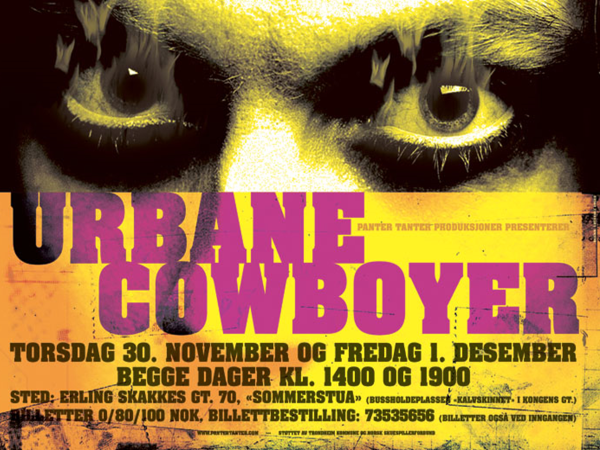 URBANE
PANTER TANTER PRODUKSJONER PRESENTERER
COWBOYER
TORSDAG 30. NOVEMBER OG FREDAG 1. DESEMBER
BEGGE DAGER KL. 1400 OG 1900
STED: ERLING SKAKKES GT. 70, «SOMMERSTUA» (BUSSHOLDEPLASSEN «KALVSKINNET» I KONGENS GT.)
BILLETTER 0/80/100 NOK, BILLETTBESTILLING: 73535656 (BILLETTER OGSÅ VED INNGANGEN)
WWW.PANTERTANTER.COM — STØTTET AV TRONDHEIM KOMMUNE OG NORSK SKUESPILLERFORBUND